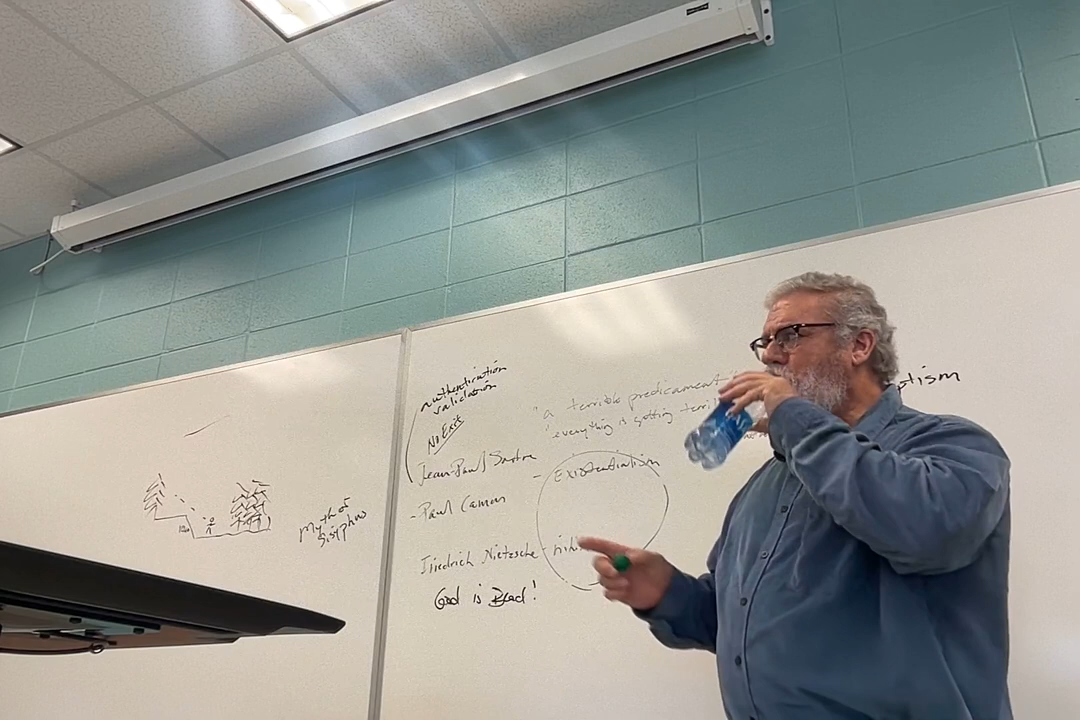 authentication
validation
No Exit
"a terrible predicament"
"everything is getting
Jean-Paul Sartre - Existentialism
- Paul Camon
Friedrich Nietzsche -
God is Dead!
Myth of
Sisyphus